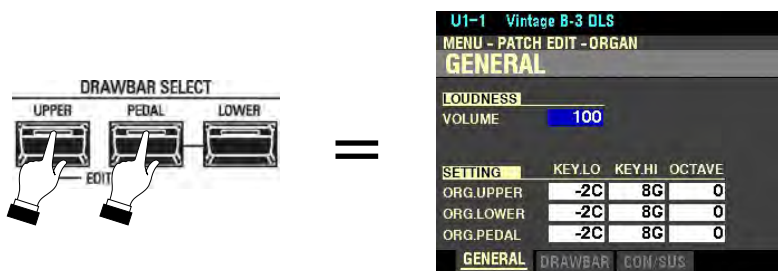 DRAWBAR SELECT
UPPER PEDAL LOWER
EDIT
=
U1-1 Vintage B-3 DLS
MENU - PATCH EDIT - ORGAN
GENERAL
LOUDNESS
VOLUME 100
SETTING KEY.LO KEY.HI OCTAVE
ORG.UPPER -2C 8G 0
ORG.LOWER -2C 8G 0
ORG.PEDAL -2C 8G 0
GENERAL DRAWBAR CON/SUS